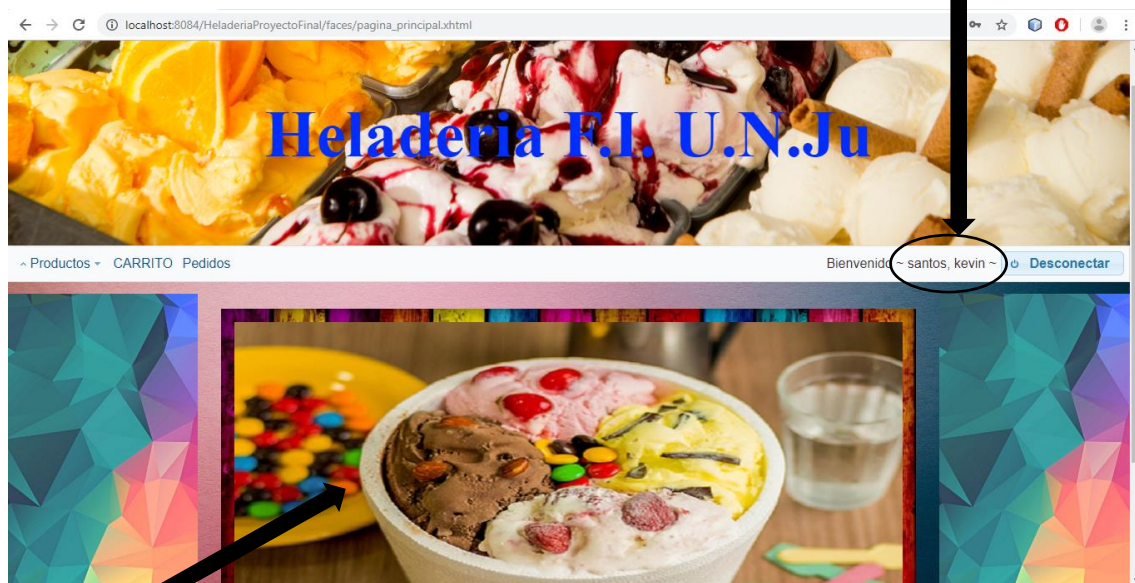 localhost:8084/HeladeriaProyectoFinal/faces/pagina_principal.xhtml
Heladeria F.I. U.N.Ju
Productos CARRITO Pedidos Bienvenido ~ santos, kevin ~ Desconectar